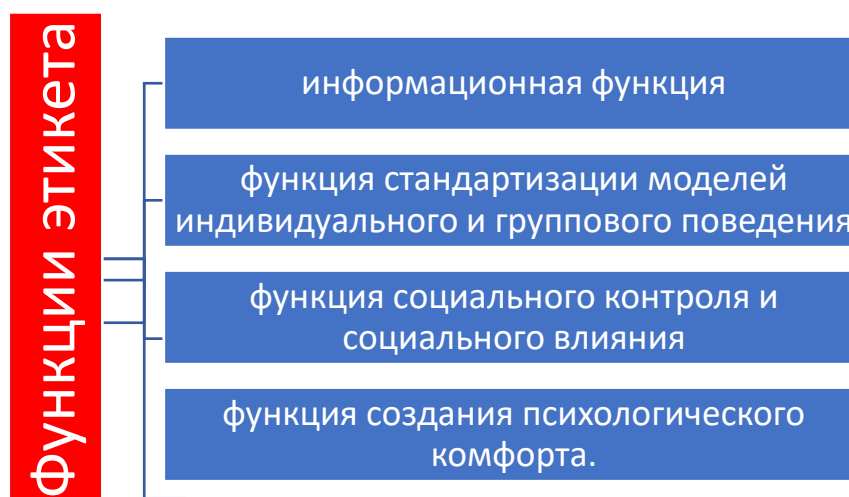 Функции этикета
информационная функция
функция стандартизации моделей
индивидуального и группового поведения
функция социального контроля и
социального влияния
функция создания психологического
комфорта.